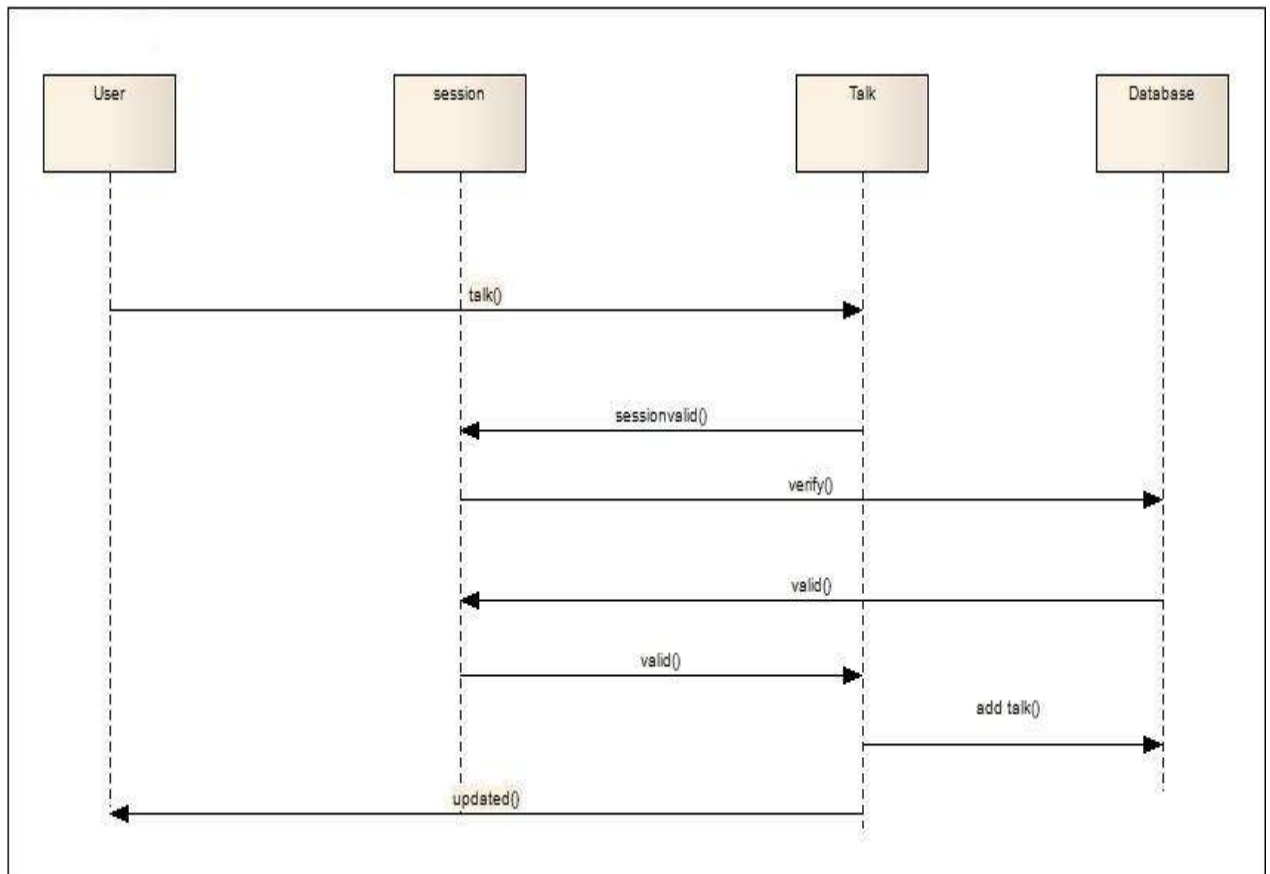 User
session
Talk
Database
talk()
sessionvalid()
verify()
valid()
valid()
add talk()
updated()